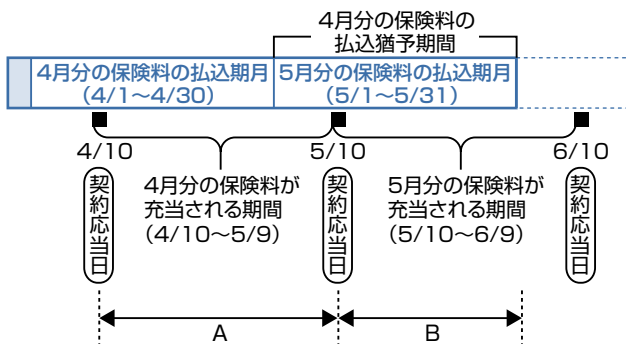 4月分の保険料の
払込猶予期間
4月分の保険料の払込期月
(4/1〜4/30)
5月分の保険料の払込期月
(5/1〜5/31)
4/10
5/10
6/10
契約応当日
4月分の保険料が
充当される期間
(4/10〜5/9)
契約応当日
5月分の保険料が
充当される期間
(5/10〜6/9)
契約応当日
A
B